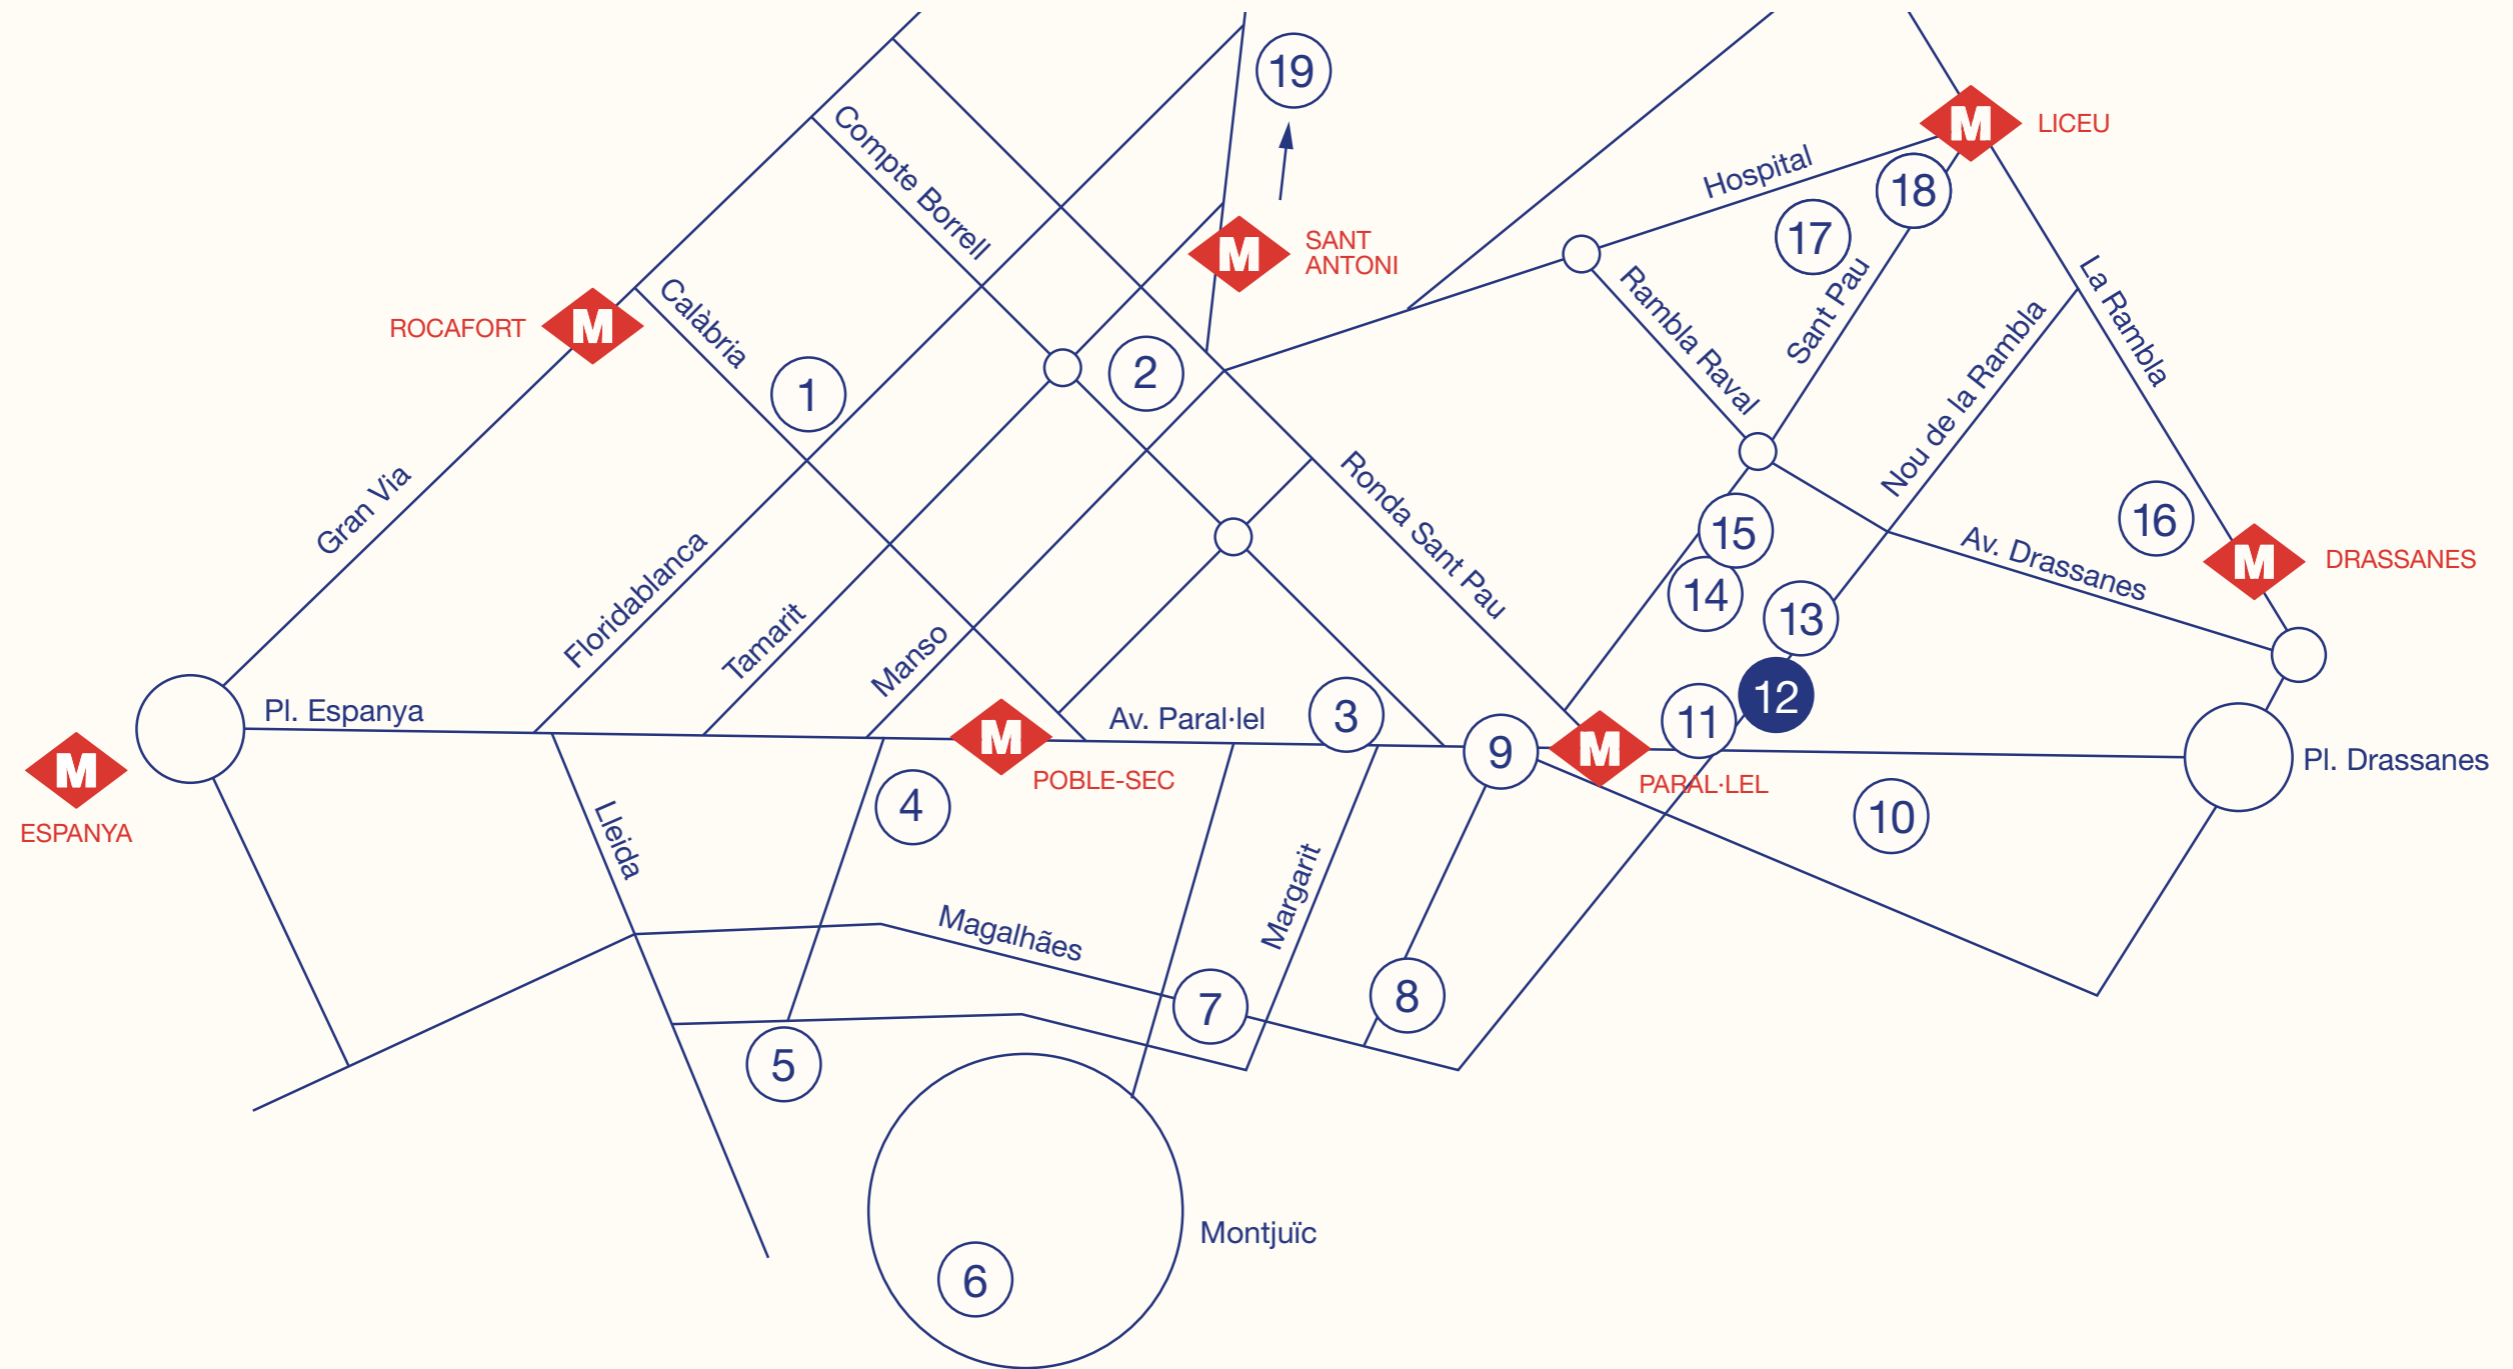 19
Compte Borrell
M
LICEU
Hospital
18
17
M
SANT
ANTONI
Calàbria
M
ROCAFORT
1
2
Rambla Raval
Sant Pau
La Rambla
Nou de la Rambla
Gran Via
Ronda Sant Pau
15
16
Av. Drassanes
M
DRASSANES
14
13
Floridablanca
Tamarit
Manso
Pl. Espanya
M
ESPANYA
M
POBLE-SEC
Av. Paral·lel
3
9
M
PARAL·LEL
11
12
Pl. Drassanes
4
10
Lleida
Margarit
Magalhães
7
8
5
Montjuïc
6